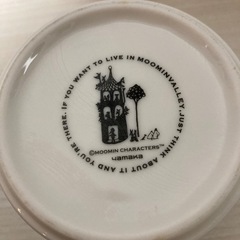 IF YOU WANT TO LIVE IN MOOMINVALLEY, JUST THINK ABOUT IT AND YOU'RE THERE.
©MOOMIN CHARACTERS™
yamaka